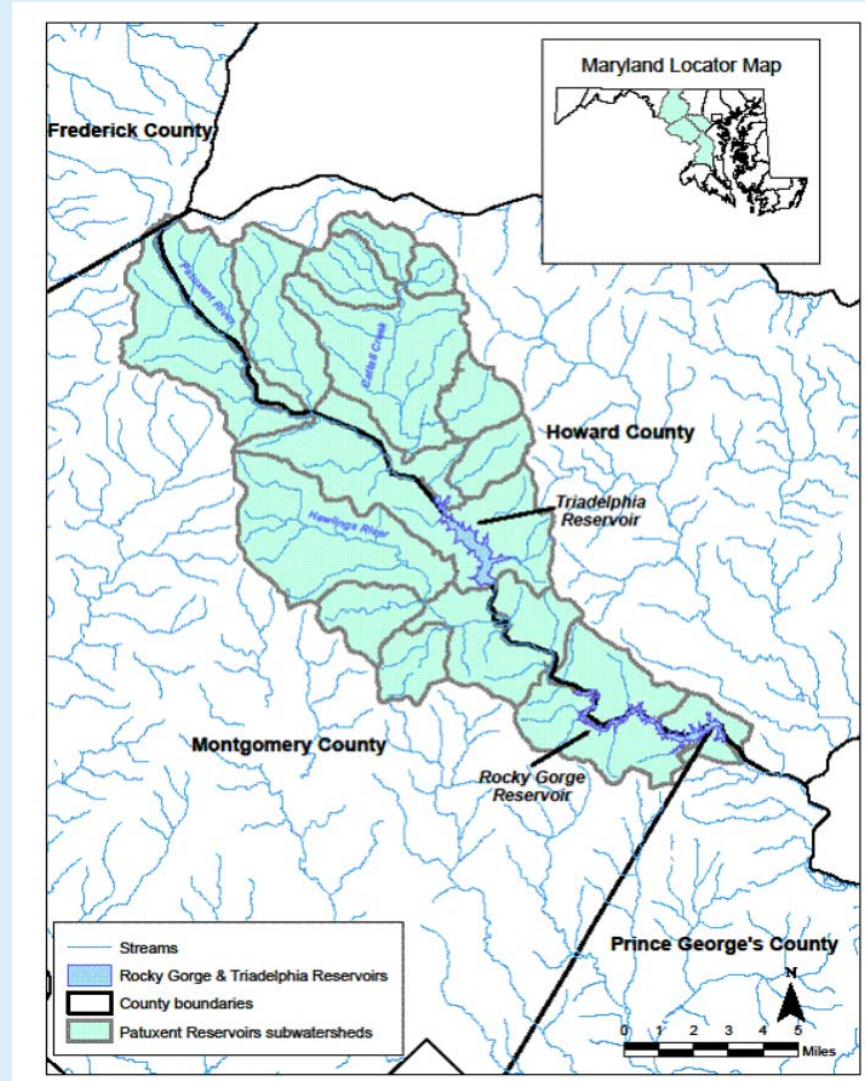 Maryland Locator Map
Frederick County
Patuxent River
Cattail Creek
Howard County
Triadelphia
Reservoir
Hawlings River
Montgomery County
Rocky Gorge
Reservoir
Prince George's County
Streams
Rocky Gorge & Triadelphia Reservoirs
County boundaries
Patuxent Reservoirs subwatersheds
N
0 1 2 3 4 5
Miles